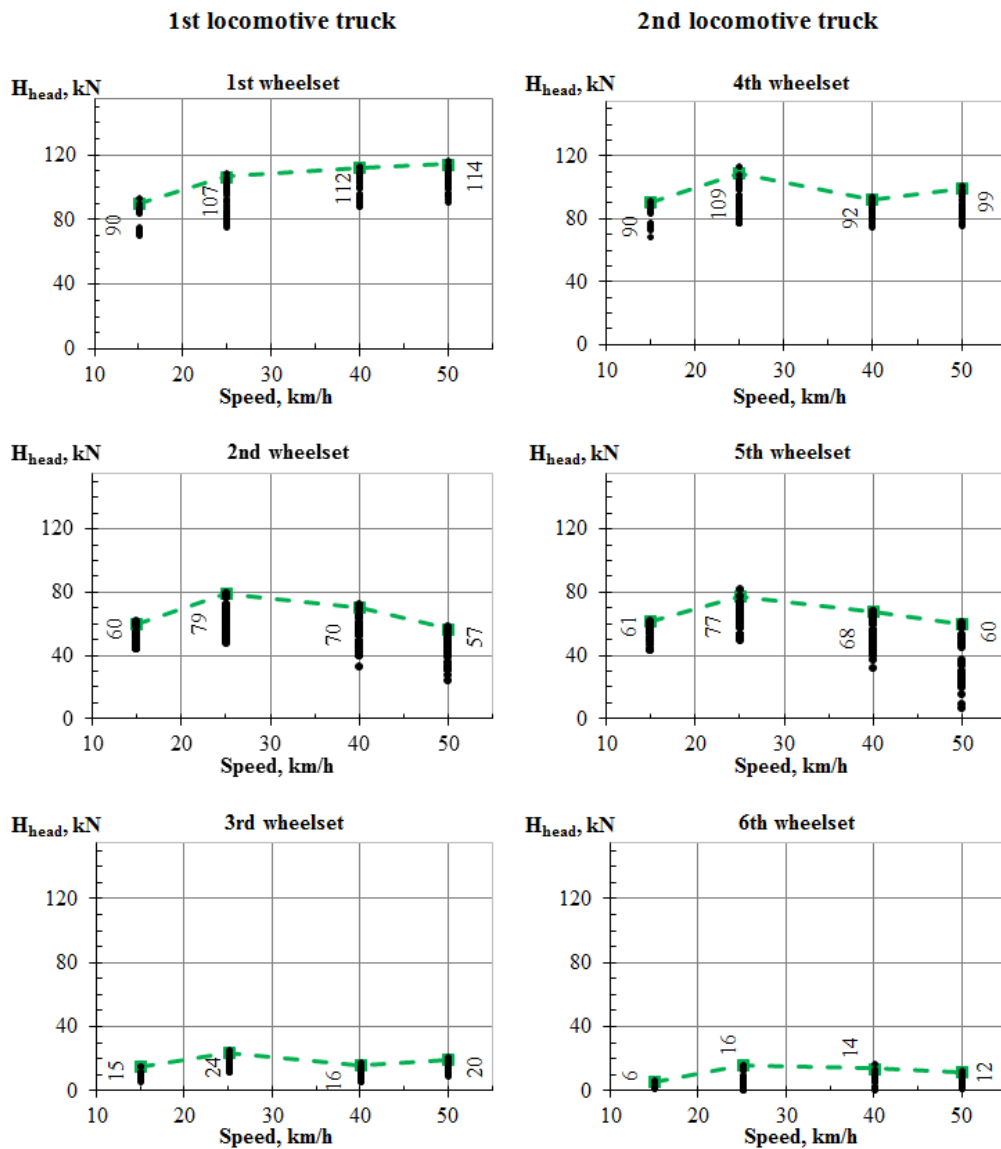 1st locomotive truck
2nd locomotive truck
H_head, kN
1st wheelset
120
80
40
0
90
107
112
114
10 20 30 40 50
Speed, km/h
H_head, kN
4th wheelset
120
80
40
0
90
109
92
99
10 20 30 40 50
Speed, km/h
H_head, kN
2nd wheelset
120
80
40
0
60
79
70
57
10 20 30 40 50
Speed, km/h
H_head, kN
5th wheelset
120
80
40
0
61
77
68
60
10 20 30 40 50
Speed, km/h
H_head, kN
3rd wheelset
120
80
40
0
15
24
16
20
10 20 30 40 50
Speed, km/h
H_head, kN
6th wheelset
120
80
40
0
6
16
14
12
10 20 30 40 50
Speed, km/h